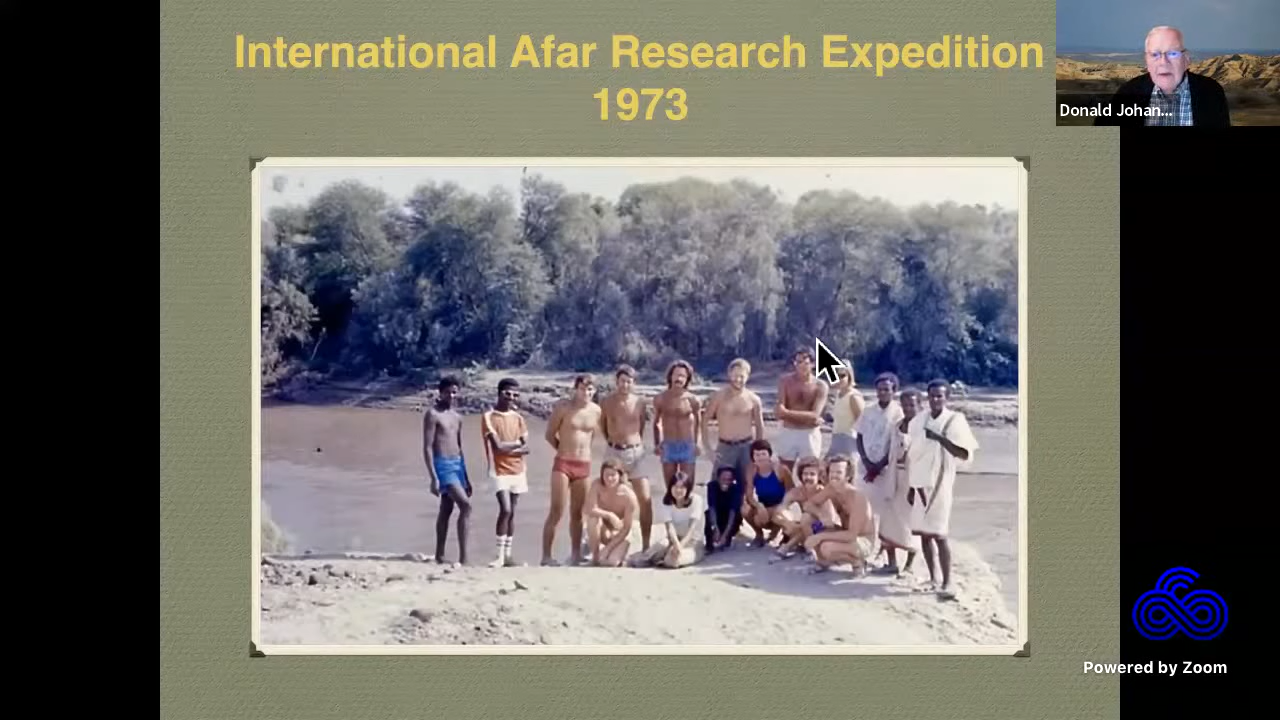 International Afar Research Expedition
1973
Donald Johan...
Powered by Zoom